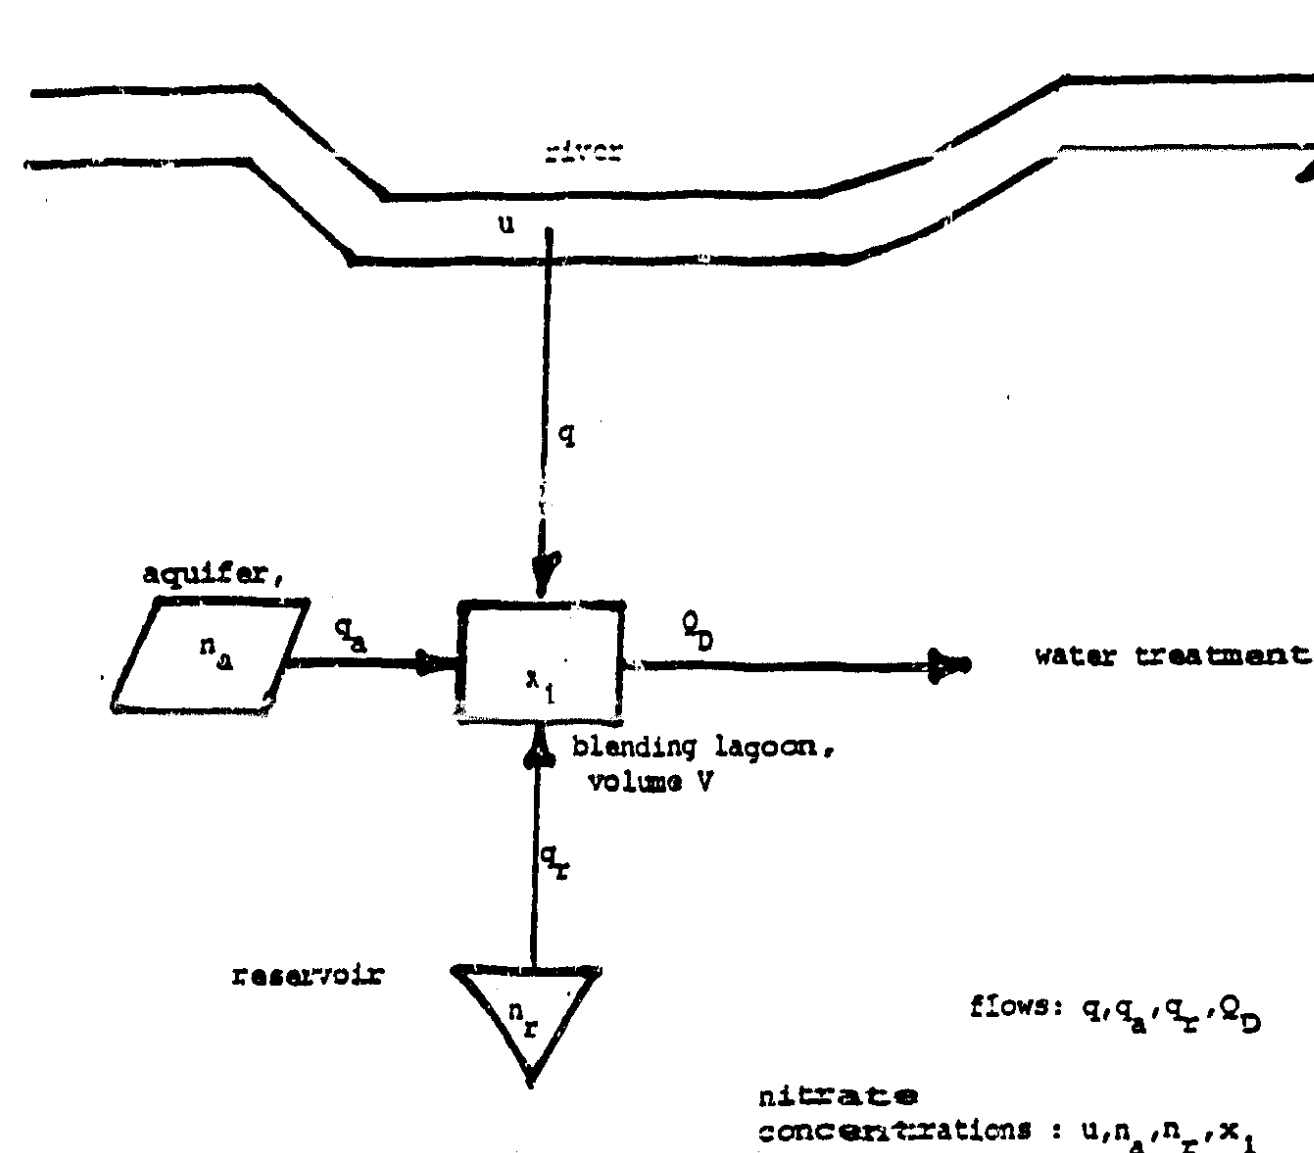 river
u
q
aquifer,
n_a
q_a
Q_D
x_1
water treatment
blending lagoon,
volume V
q_r
reservoir
n_r
flows: q,q_a,q_r,Q_D
nitrate
concentrations : u,n_a,n_r,x_1